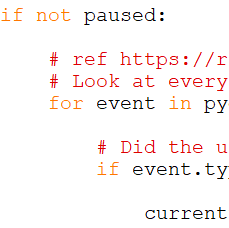 if not paused:
# ref https://r
# Look at every
for event in py
# Did the u
if event.ty
current